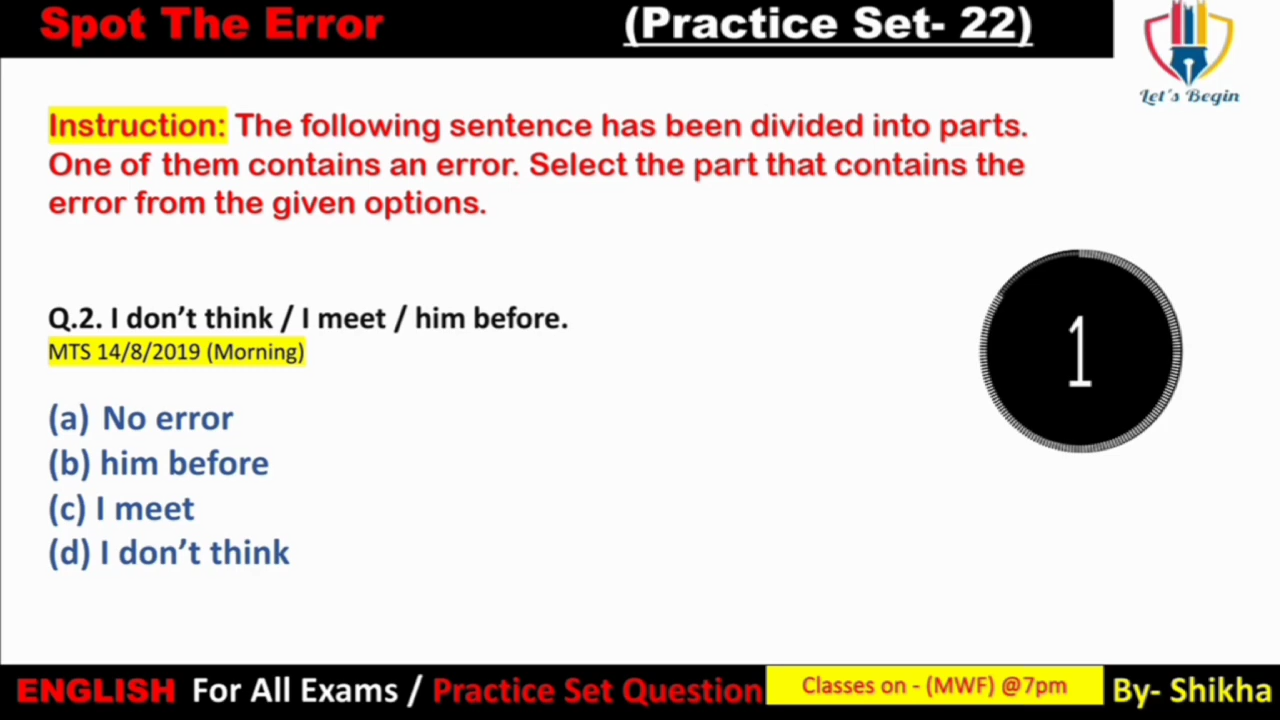 Spot The Error (Practice Set- 22)
Let's Begin
Instruction: The following sentence has been divided into parts.
One of them contains an error. Select the part that contains the
error from the given options.
Q.2. I don't think / I meet / him before.
MTS 14/8/2019 (Morning)
1
(a) No error
(b) him before
(c) I meet
(d) I don't think
ENGLISH For All Exams / Practice Set Question Classes on - (MWF) @7pm By- Shikha